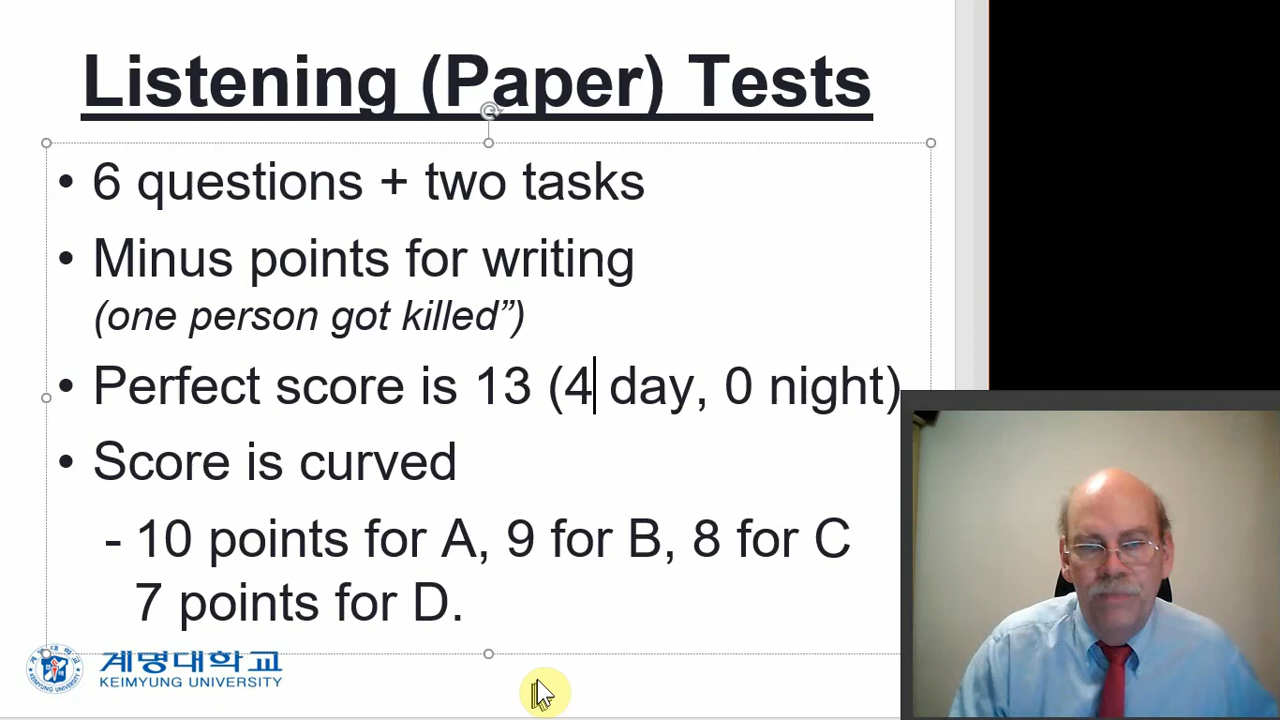 Listening (Paper) Tests
• 6 questions + two tasks
• Minus points for writing
(one person got killed”)
• Perfect score is 13 (4 day, 0 night)
• Score is curved
- 10 points for A, 9 for B, 8 for C
7 points for D.
계명대학교
KEIMYUNG UNIVERSITY